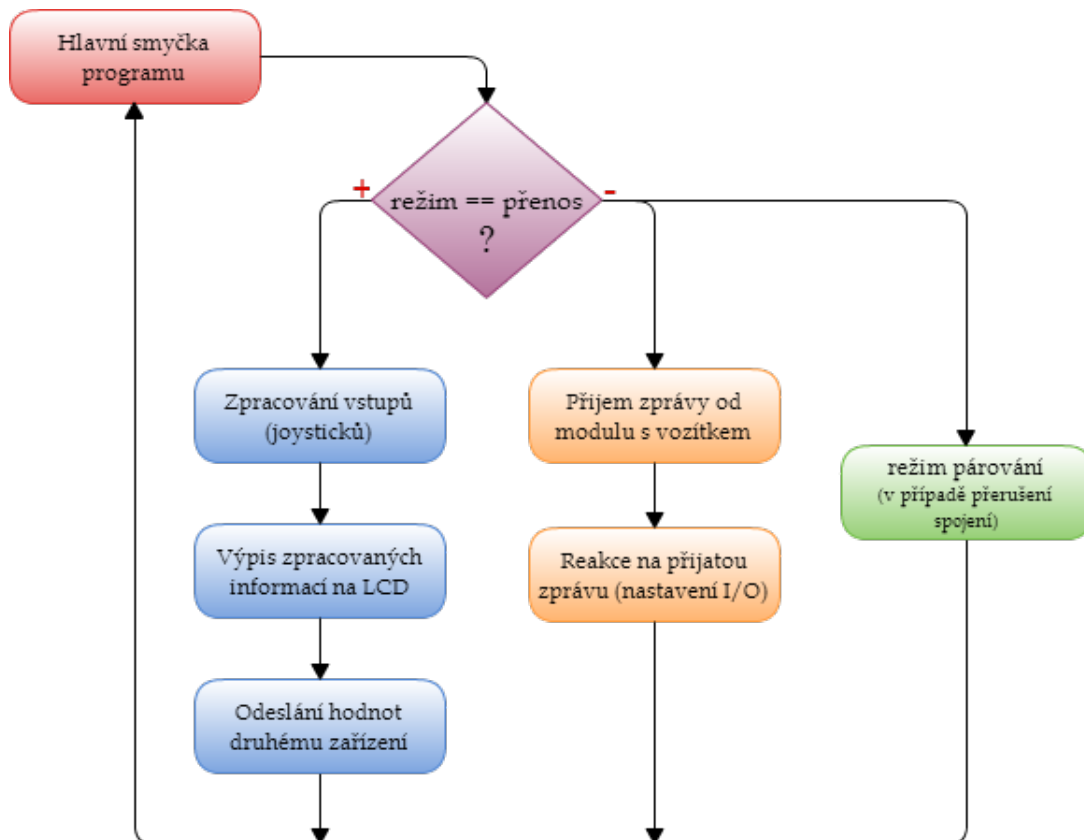 Hlavní smyčka
programu
+
režim == přenos
?
-
Zpracování vstupů
(joysticků)
Výpis zpracovaných
informací na LCD
Odeslání hodnot
druhému zařízení
Přijem zprávy od
modulu s vozítkem
Reakce na přijatou
zprávu (nastavení I/O)
režim párování
(v případě přerušení
spojení)